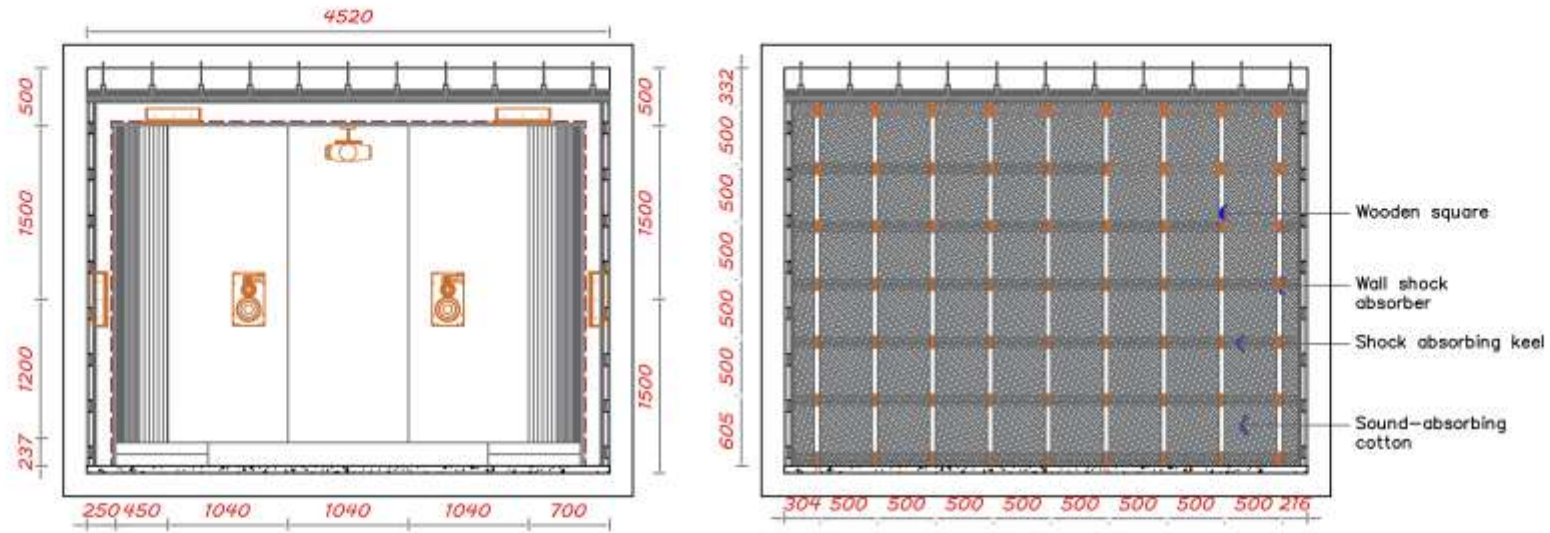 4520
500
1500
1200
237
500
1500
1500
250 450 1040 1040 1040 700
332
500
500
500
500
500
605
304 500 500 500 500 500 500 500 500 216
Wooden square
Wall shock
absorber
Shock absorbing keel
Sound-absorbing
cotton